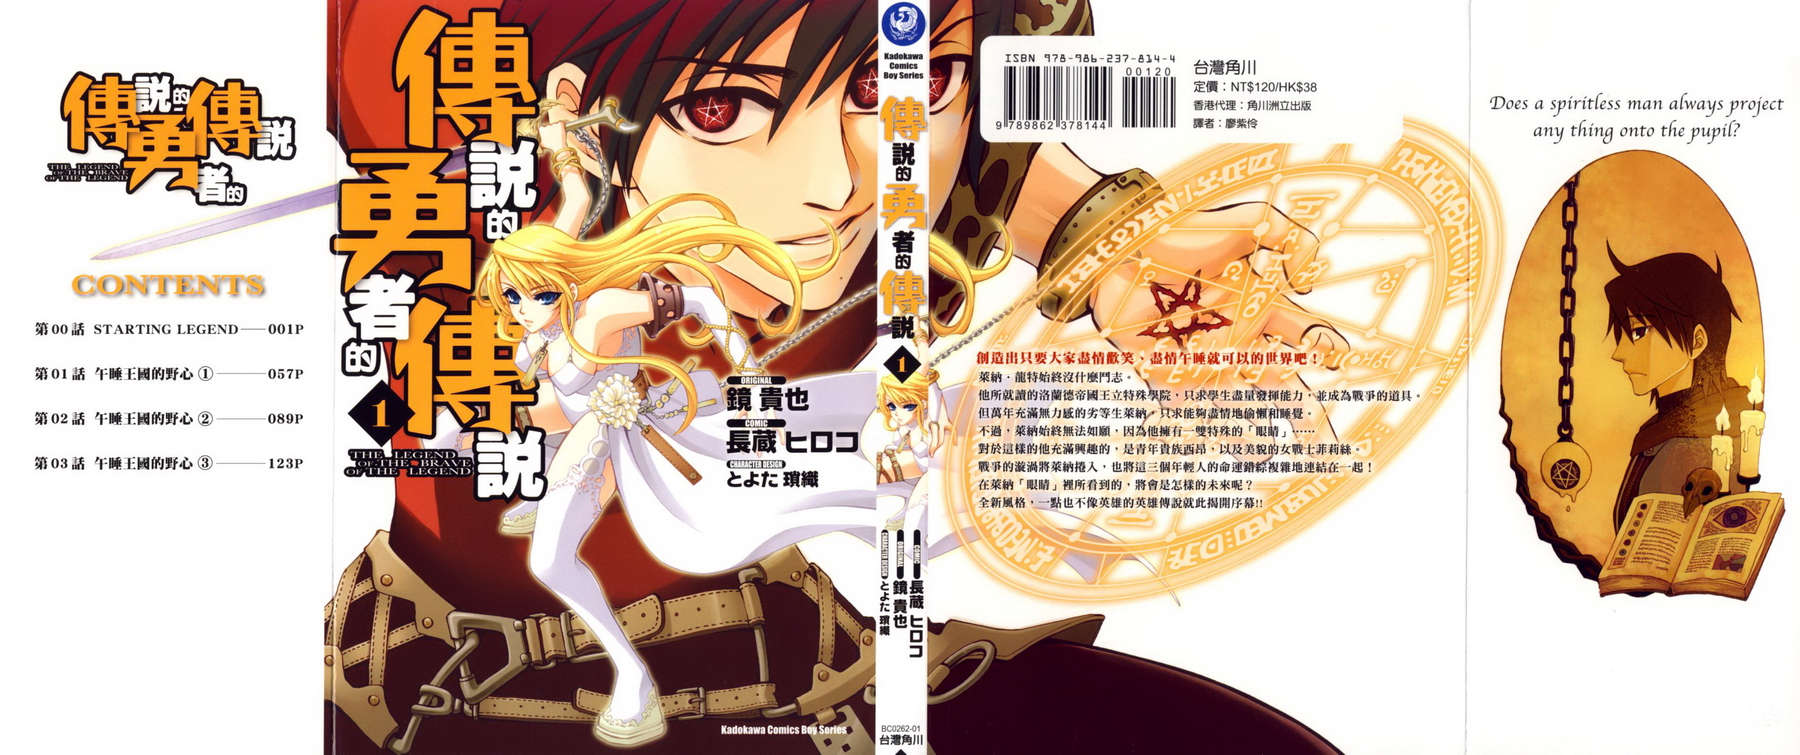 傳說的勇者的傳說
THE LEGEND
OF THE BRAVE
OF THE LEGEND
CONTENTS
第00話 STARTING LEGEND 001P
第01話 午睡王國的野心① 057P
第02話 午睡王國的野心② 089P
第03話 午睡王國的野心③ 123P
傳說的勇者的傳說
1
THE LEGEND
OF THE BRAVE
OF THE LEGEND
ORIGINAL
鏡 貴也
COMIC
長蔵 ヒロコ
CHARACTER DESIGN
とよた 瑣織
Kadokawa Comics Boy Series
Kadokawa
Comics
Boy Series
傳說的勇者的傳說
1
COMIC
長蔵 ヒロコ
ORIGINAL
鏡 貴也
CHARACTER DESIGN
とよた 瑣織
BC0262-01
台灣角川
ISBN 978-986-237-814-4
00120
9 789862 378144
台灣角川
定價：NT$120/HK$38
香港代理：角川洲立出版
譯者：廖紫伶
創造出只要大家盡情歡笑、盡情午睡就可以的世界吧！
萊納．龍特始終沒什麼鬥志。
他所就讀的洛蘭德帝國王立特殊學院，只求學生盡量發揮能力，並成為戰爭的道具。
但萬年充滿無力感的劣等生萊納，只求能夠盡情地偷懶和睡覺。
不過，萊納始終無法如願，因為他擁有一雙特殊的「眼睛」……
對於這樣的他充滿興趣的，是青年貴族西昂，以及美貌的女戰士菲莉絲。
戰爭的漩渦將萊納捲入，也將這三個年輕人的命運錯綜複雜地連結在一起！
在萊納「眼睛」裡所看到的，將會是怎樣的未來呢？
全新風格，一點也不像英雄的英雄傳說就此揭開序幕!!
Does a spiritless man always project
any thing onto the pupil?